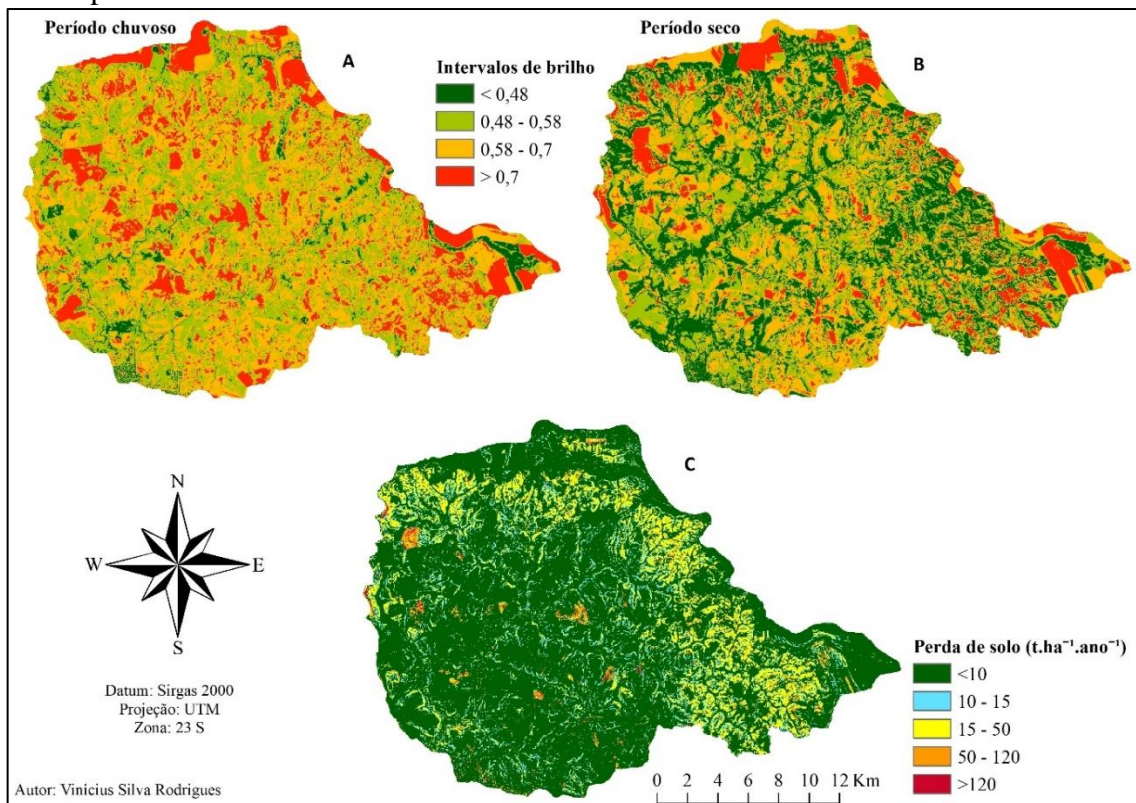 Período chuvoso
A
Intervalos de brilho
< 0,48
0,48 - 0,58
0,58 - 0,7
> 0,7
Período seco
B
C
N
W
E
S
Datum: Sirgas 2000
Projeção: UTM
Zona: 23 S
Autor: Vinícius Silva Rodrigues
0 2 4 6 8 10 12 Km
Perda de solo (t.ha⁻¹.ano⁻¹)
<10
10 - 15
15 - 50
50 - 120
>120